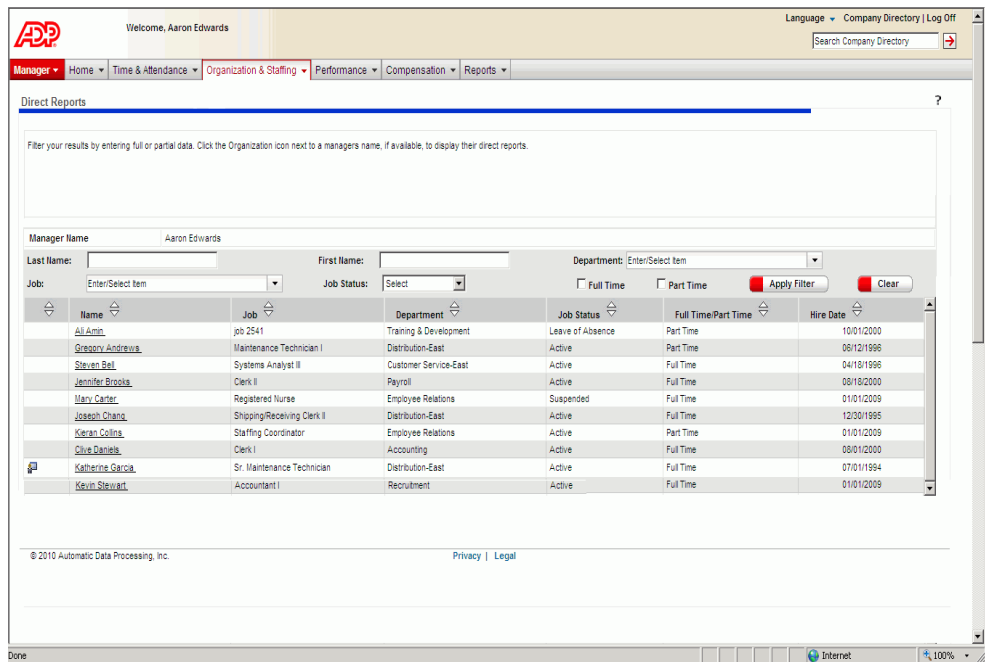 ADP
Welcome, Aaron Edwards
Language Company Directory | Log Off
Search Company Directory
Manager Home Time & Attendance Organization & Staffing Performance Compensation Reports
Direct Reports ?
Filter your results by entering full or partial data. Click the Organization icon next to a managers name, if available, to display their direct reports.
Manager Name Aaron Edwards
Last Name: First Name: Department: Enter/Select Item
Job: Enter/Select Item Job Status: Select Full Time Part Time Apply Filter Clear
Name Job Department Job Status Full Time/Part Time Hire Date
Ali Amin job 2541 Training & Development Leave of Absence Part Time 10/01/2000
Gregory Andrews Maintenance Technician I Distribution-East Active Part Time 06/12/1996
Steven Bell Systems Analyst III Customer Service-East Active Full Time 04/18/1996
Jennifer Brooks Clerk II Payroll Active Full Time 08/18/2000
Mary Carter Registered Nurse Employee Relations Suspended Full Time 01/01/2009
Joseph Chang Shipping/Receiving Clerk II Distribution-East Active Full Time 12/30/1995
Kieran Collins Staffing Coordinator Employee Relations Active Part Time 01/01/2009
Clive Daniels Clerk I Accounting Active Full Time 08/01/2000
Katherine Garcia Sr. Maintenance Technician Distribution-East Active Full Time 07/01/1994
Kevin Stewart Accountant I Recruitment Active Full Time 01/01/2009
© 2010 Automatic Data Processing, Inc. Privacy | Legal
Done Internet 100%